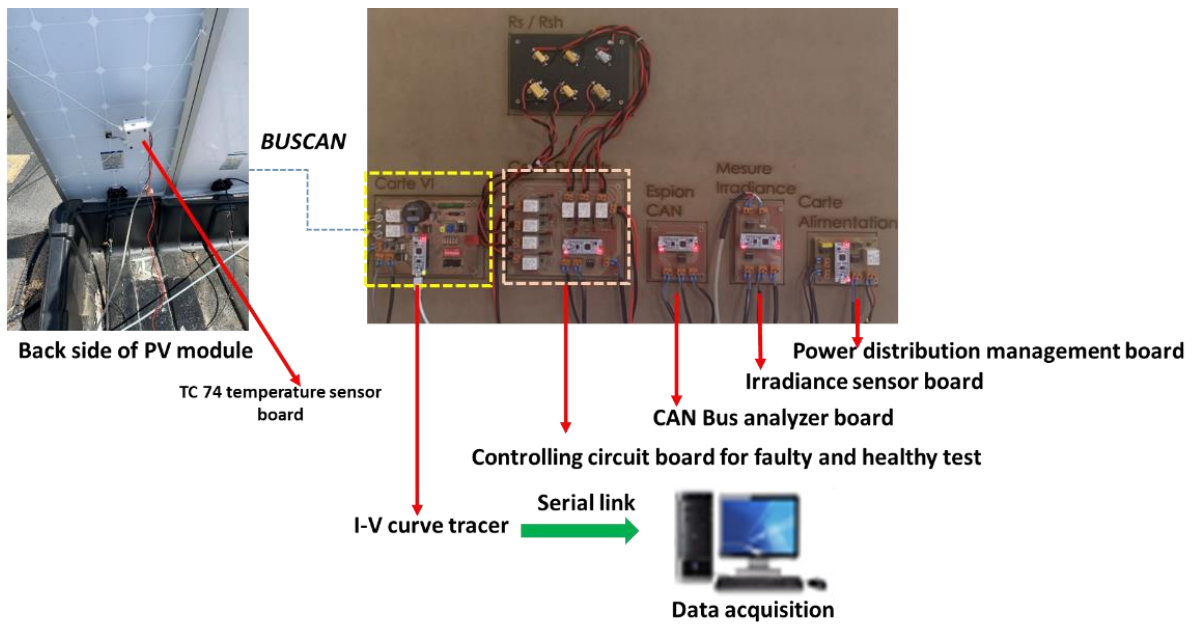 Rs / Rsh
BUSCAN
Carte VI
Mesure
Irradiance
Espion
CAN
Carte
Alimentation
Back side of PV module
Power distribution management board
Irradiance sensor board
TC 74 temperature sensor
board
CAN Bus analyzer board
Controlling circuit board for faulty and healthy test
Serial link
I-V curve tracer
Data acquisition